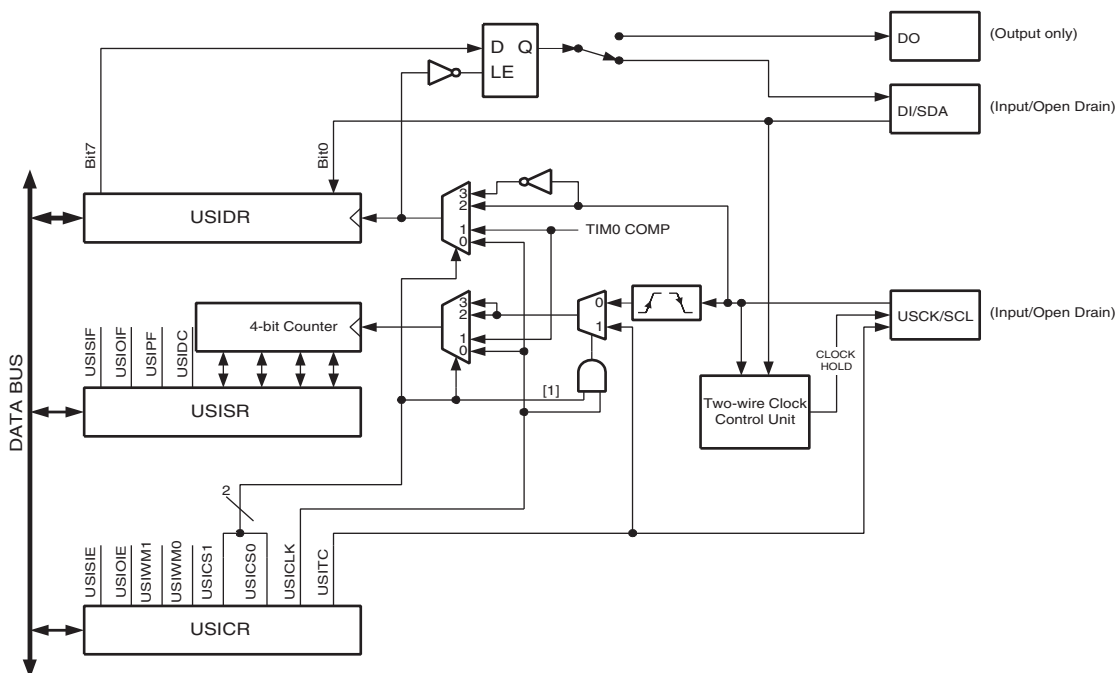 DO
(Output only)
D Q
LE
DI/SDA
(Input/Open Drain)
Bit7
Bit0
USIDR
3
2
1
0
TIM0 COMP
4-bit Counter
3
2
1
0
0
1
USCK/SCL
(Input/Open Drain)
CLOCK
HOLD
USISIF
USIOIF
USIPF
USIDC
[1]
Two-wire Clock
Control Unit
USISR
DATA BUS
2
USISIE
USIOIE
USIWM1
USIWM0
USICS1
USICS0
USICLK
USITC
USICR